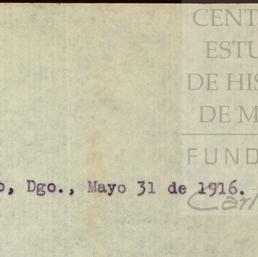 CENT
ESTU
DE HIS
DE M
FUND
Carl
o, Dgo., Mayo 31 de 1916.